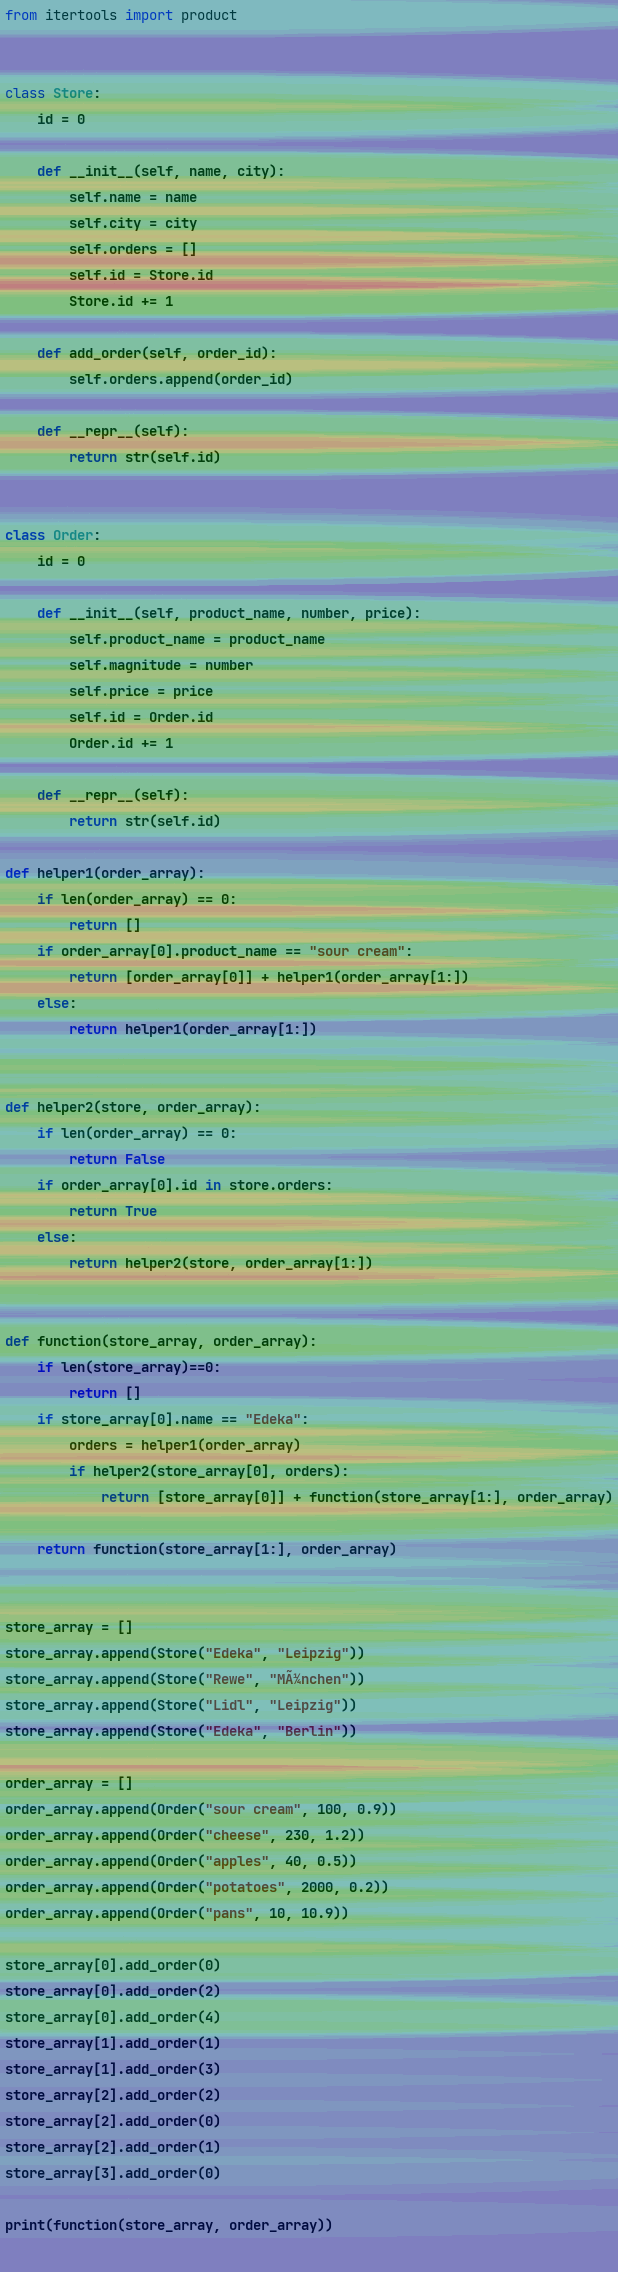 from itertools import product
class Store:
    id = 0
    def __init__(self, name, city):
        self.name = name
        self.city = city
        self.orders = []
        self.id = Store.id
        Store.id += 1
    def add_order(self, order_id):
        self.orders.append(order_id)
    def __repr__(self):
        return str(self.id)
class Order:
    id = 0
    def __init__(self, product_name, number, price):
        self.product_name = product_name
        self.magnitude = number
        self.price = price
        self.id = Order.id
        Order.id += 1
    def __repr__(self):
        return str(self.id)
def helper1(order_array):
    if len(order_array) == 0:
        return []
    if order_array[0].product_name == "sour cream":
        return [order_array[0]] + helper1(order_array[1:])
    else:
        return helper1(order_array[1:])
def helper2(store, order_array):
    if len(order_array) == 0:
        return False
    if order_array[0].id in store.orders:
        return True
    else:
        return helper2(store, order_array[1:])
def function(store_array, order_array):
    if len(store_array)==0:
        return []
    if store_array[0].name == "Edeka":
        orders = helper1(order_array)
        if helper2(store_array[0], orders):
            return [store_array[0]] + function(store_array[1:], order_array)
    return function(store_array[1:], order_array)
store_array = []
store_array.append(Store("Edeka", "Leipzig"))
store_array.append(Store("Rewe", "MÃ¼nchen"))
store_array.append(Store("Lidl", "Leipzig"))
store_array.append(Store("Edeka", "Berlin"))
order_array = []
order_array.append(Order("sour cream", 100, 0.9))
order_array.append(Order("cheese", 230, 1.2))
order_array.append(Order("apples", 40, 0.5))
order_array.append(Order("potatoes", 2000, 0.2))
order_array.append(Order("pans", 10, 10.9))
store_array[0].add_order(0)
store_array[0].add_order(2)
store_array[0].add_order(4)
store_array[1].add_order(1)
store_array[1].add_order(3)
store_array[2].add_order(2)
store_array[2].add_order(0)
store_array[2].add_order(1)
store_array[3].add_order(0)
print(function(store_array, order_array))